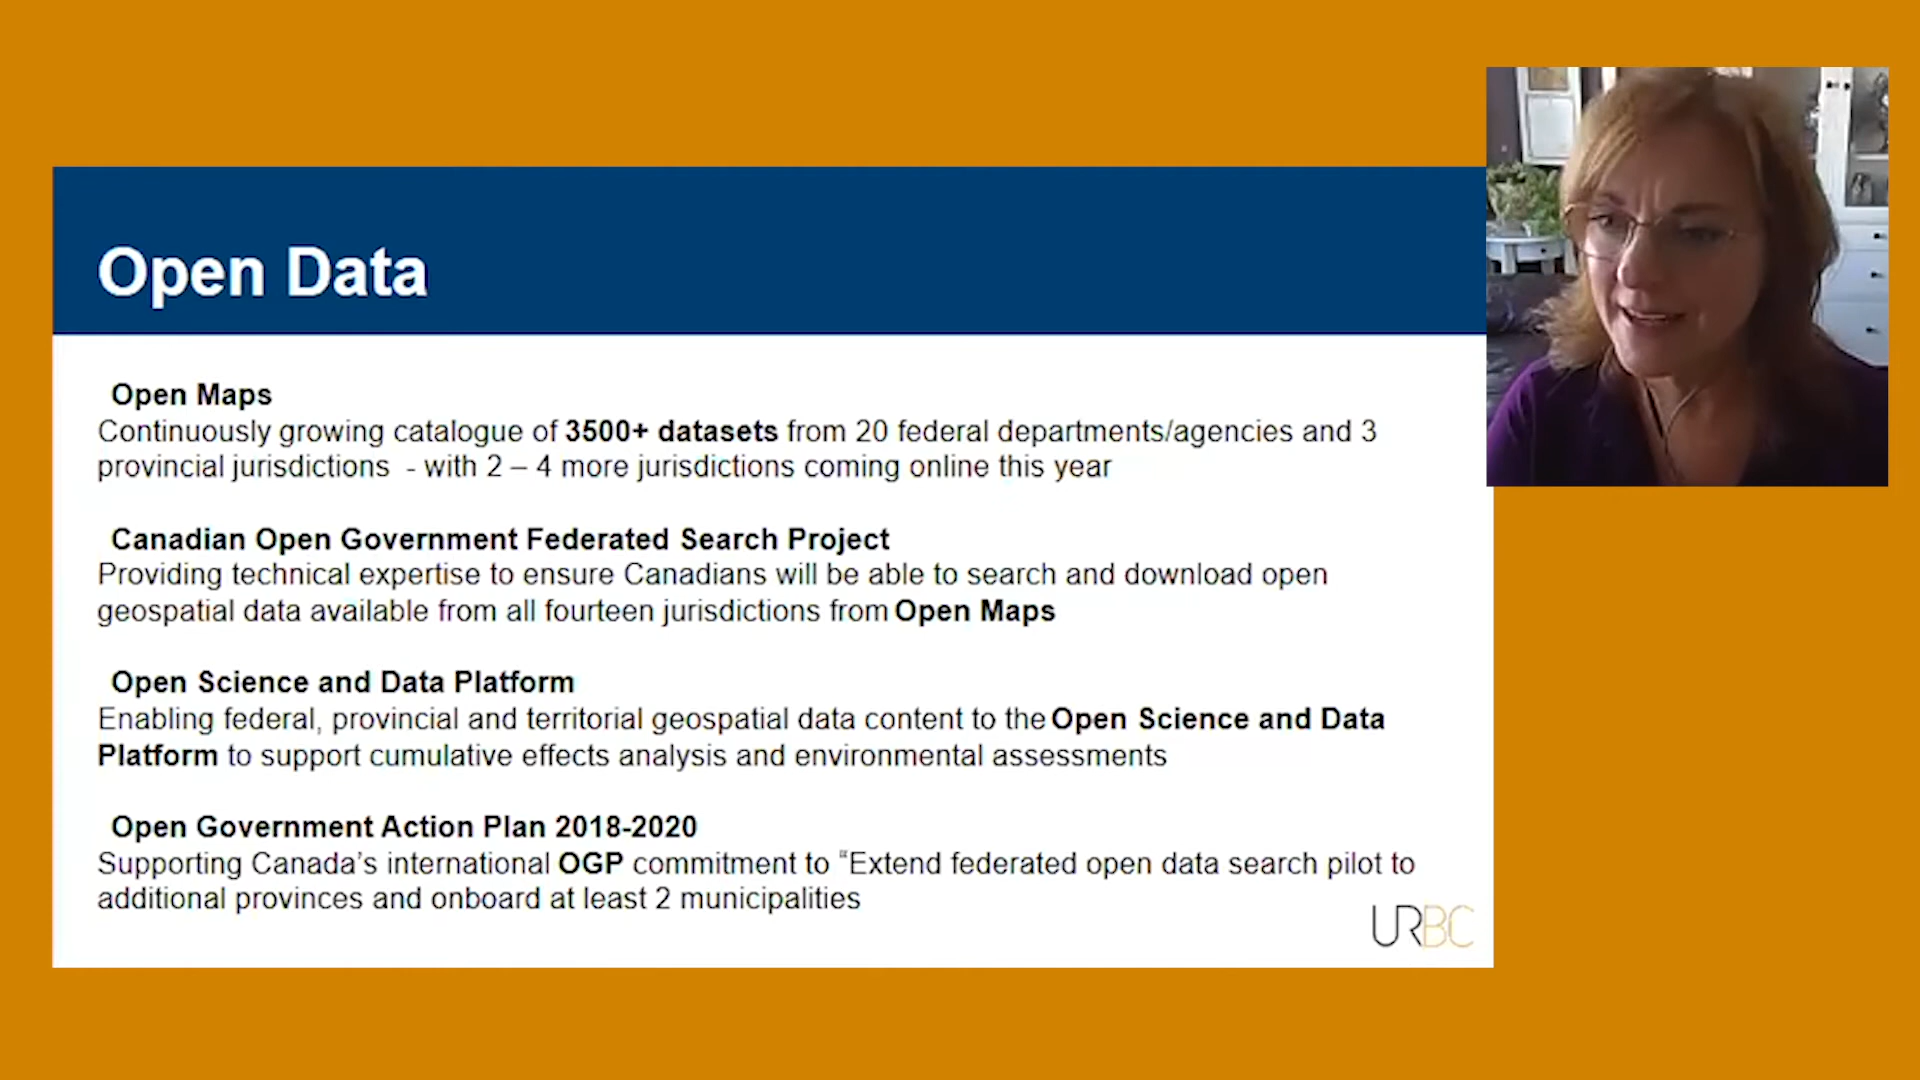 Open Data
Open Maps
Continuously growing catalogue of 3500+ datasets from 20 federal departments/agencies and 3
provincial jurisdictions - with 2 – 4 more jurisdictions coming online this year
Canadian Open Government Federated Search Project
Providing technical expertise to ensure Canadians will be able to search and download open
geospatial data available from all fourteen jurisdictions from Open Maps
Open Science and Data Platform
Enabling federal, provincial and territorial geospatial data content to the Open Science and Data
Platform to support cumulative effects analysis and environmental assessments
Open Government Action Plan 2018-2020
Supporting Canada’s international OGP commitment to “Extend federated open data search pilot to
additional provinces and onboard at least 2 municipalities
URBC